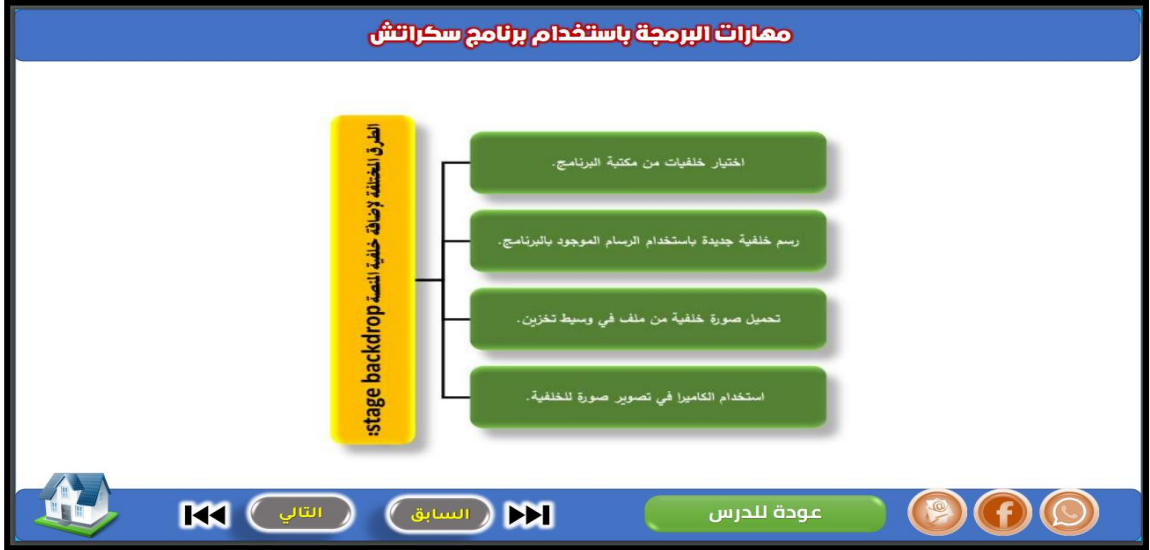 مهارات البرمجة باستخدام برنامج سكراتش
الطرق المختلفة لإضافة خلفية المنصة stage backdrop:
اختيار خلفيات من مكتبة البرنامج.
رسم خلفية جديدة باستخدام الرسام الموجود بالبرنامج.
تحميل صورة خلفية من ملف في وسيط تخزين.
استخدام الكاميرا في تصوير صورة للخلفية.
عودة للدرس
السابق
التالي